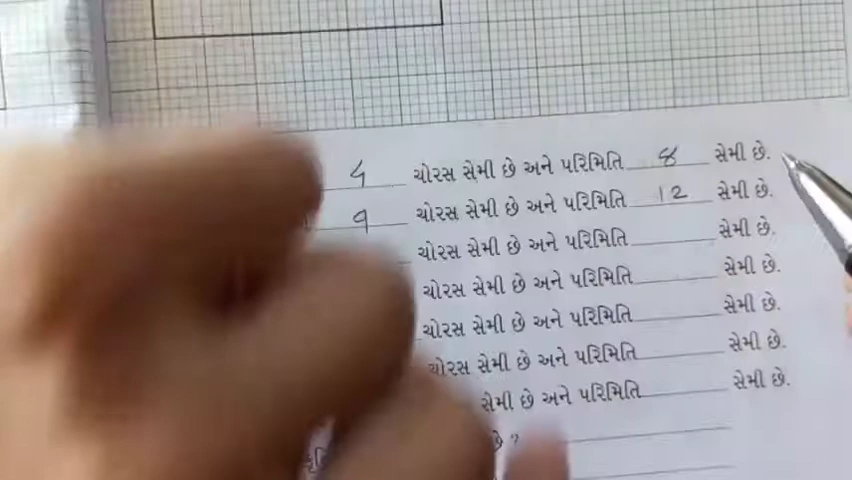 4 ચોરસ સેમી છે અને પરિમિતિ 8 સેમી છે.
9 ચોરસ સેમી છે અને પરિમિતિ 12 સેમી છે.
ચોરસ સેમી છે અને પરિમિતિ સેમી છે.
ચોરસ સેમી છે અને પરિમિતિ સેમી છે.
ચોરસ સેમી છે અને પરિમિતિ સેમી છે.
ચોરસ સેમી છે અને પરિમિતિ સેમી છે.
સેમી છે અને પરિમિતિ સેમી છે.
છે ?